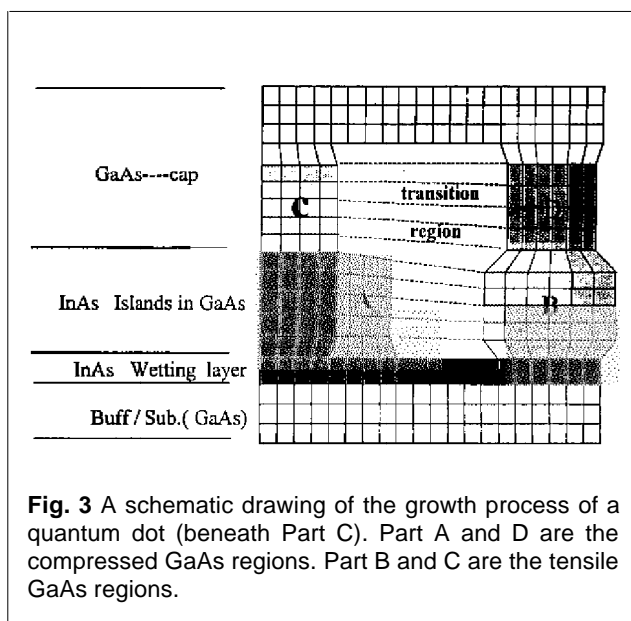 GaAs----cap
C
transition
region
InAs Islands in GaAs
A
B
InAs Wetting layer
Buff / Sub.( GaAs)
Fig. 3 A schematic drawing of the growth process of a
quantum dot (beneath Part C). Part A and D are the
compressed GaAs regions. Part B and C are the tensile
GaAs regions.